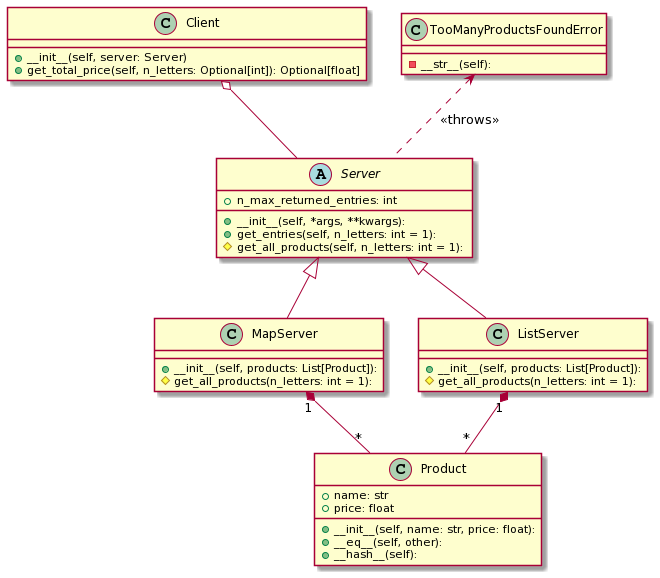 C Client
__init__(self, server: Server)
get_total_price(self, n_letters: Optional[int]): Optional[float]
C TooManyProductsFoundError
__str__(self):
«throws»
A Server
n_max_returned_entries: int
__init__(self, *args, **kwargs):
get_entries(self, n_letters: int = 1):
get_all_products(self, n_letters: int = 1):
C MapServer
__init__(self, products: List[Product]):
get_all_products(n_letters: int = 1):
C ListServer
__init__(self, products: List[Product]):
get_all_products(n_letters: int = 1):
1
1
*
*
C Product
name: str
price: float
__init__(self, name: str, price: float):
__eq__(self, other):
__hash__(self):